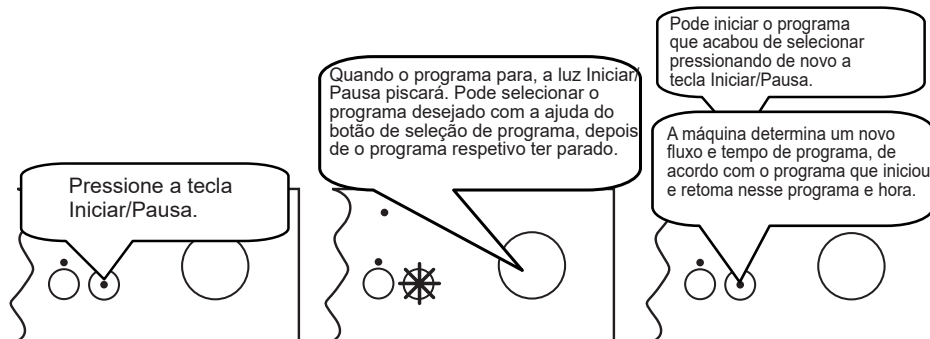 Pressione a tecla
Iniciar/Pausa.
Quando o programa para, a luz Iniciar/
Pausa piscará. Pode selecionar o
programa desejado com a ajuda do
botão de seleção de programa, depois
de o programa respetivo ter parado.
Pode iniciar o programa
que acabou de selecionar
pressionando de novo a
tecla Iniciar/Pausa.
A máquina determina um novo
fluxo e tempo de programa, de
acordo com o programa que iniciou
e retoma nesse programa e hora.